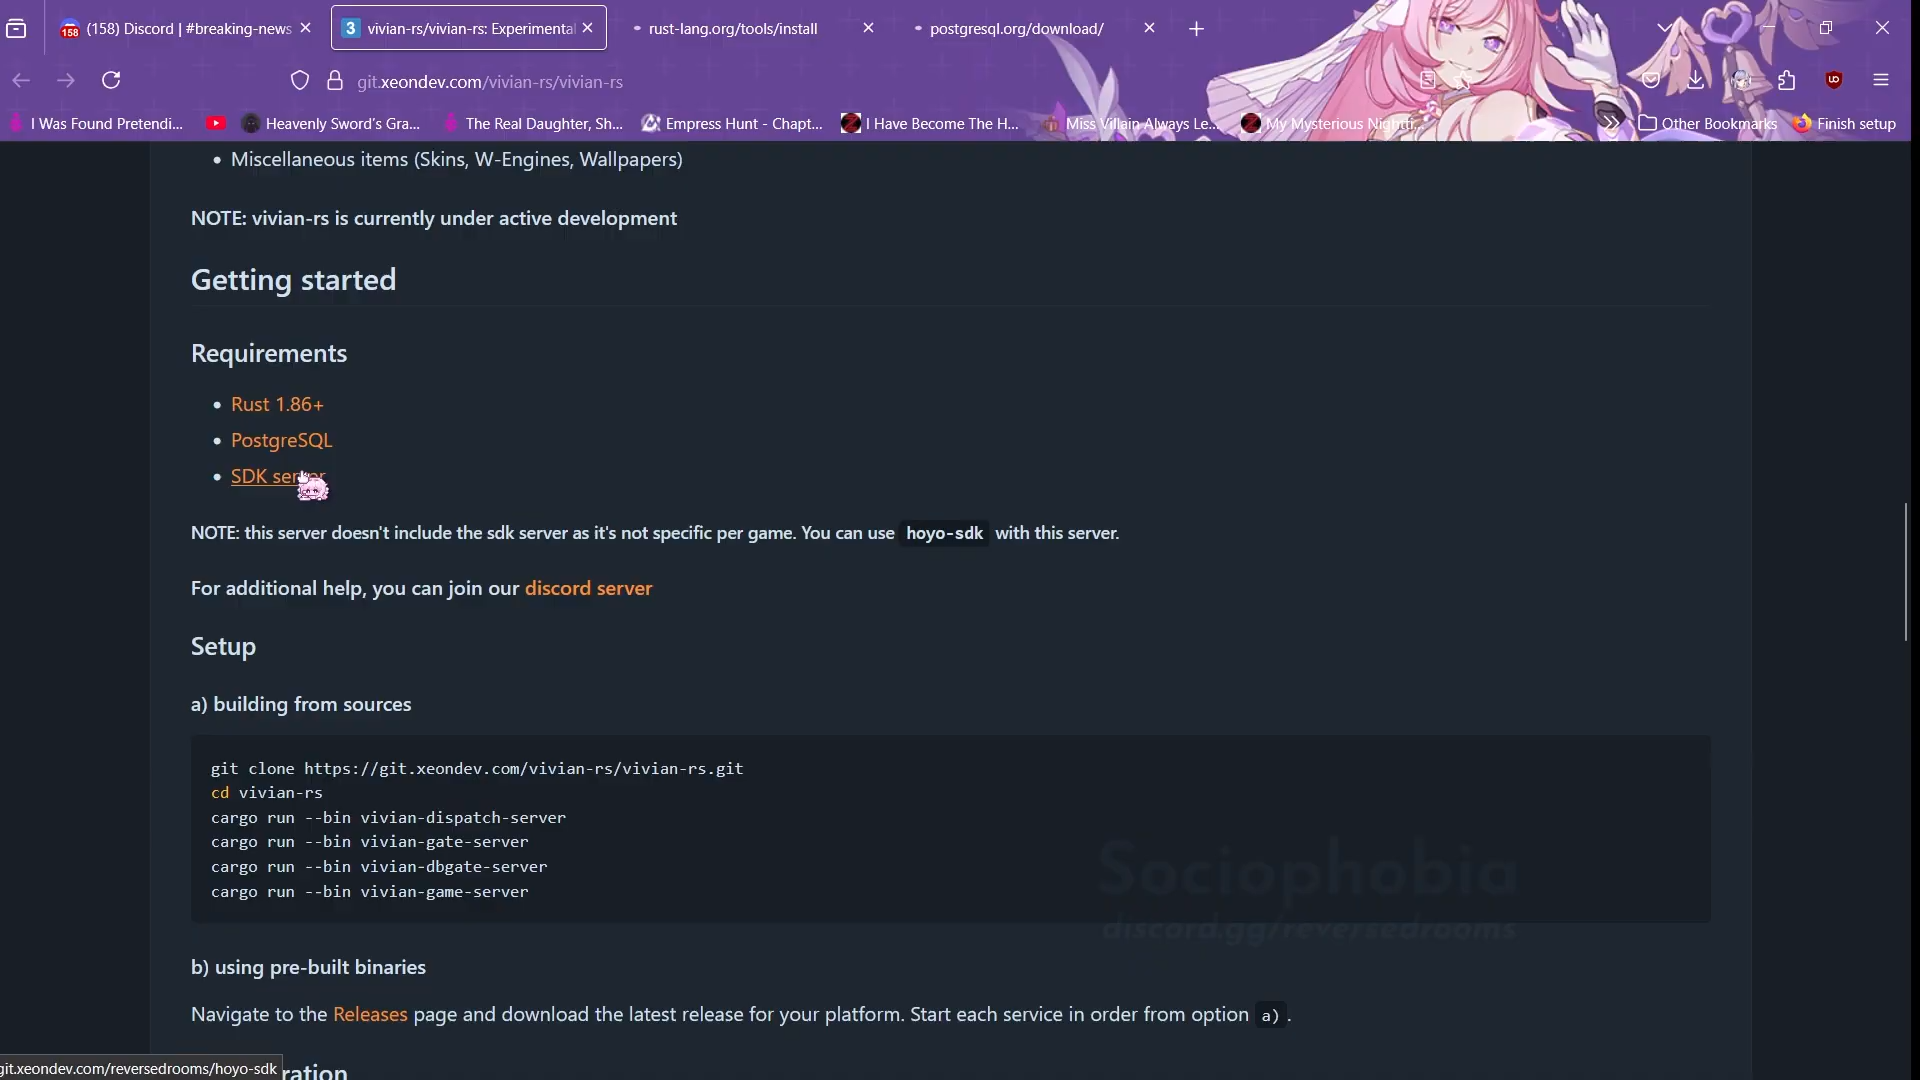 (158) Discord | #breaking-news
3 vivian-rs/vivian-rs: Experimental
rust-lang.org/tools/install
postgresql.org/download/
158
git.xeondev.com/vivian-rs/vivian-rs
I Was Found Pretendi...
Heavenly Sword's Gra...
The Real Daughter, Sh...
Empress Hunt - Chapt...
I Have Become The H...
Miss Villain Always Le...
My Mysterious Nightf...
Other Bookmarks
Finish setup
Miscellaneous items (Skins, W-Engines, Wallpapers)
NOTE: vivian-rs is currently under active development
Getting started
Requirements
Rust 1.86+
PostgreSQL
SDK server
NOTE: this server doesn't include the sdk server as it's not specific per game. You can use hoyo-sdk with this server.
For additional help, you can join our discord server
Setup
a) building from sources
git clone https://git.xeondev.com/vivian-rs/vivian-rs.git
cd vivian-rs
cargo run --bin vivian-dispatch-server
cargo run --bin vivian-gate-server
cargo run --bin vivian-dbgate-server
cargo run --bin vivian-game-server
Sociophobia
discord.gg/reversedrooms
b) using pre-built binaries
Navigate to the Releases page and download the latest release for your platform. Start each service in order from option a) .
git.xeondev.com/reversedrooms/hoyo-sdk
ration